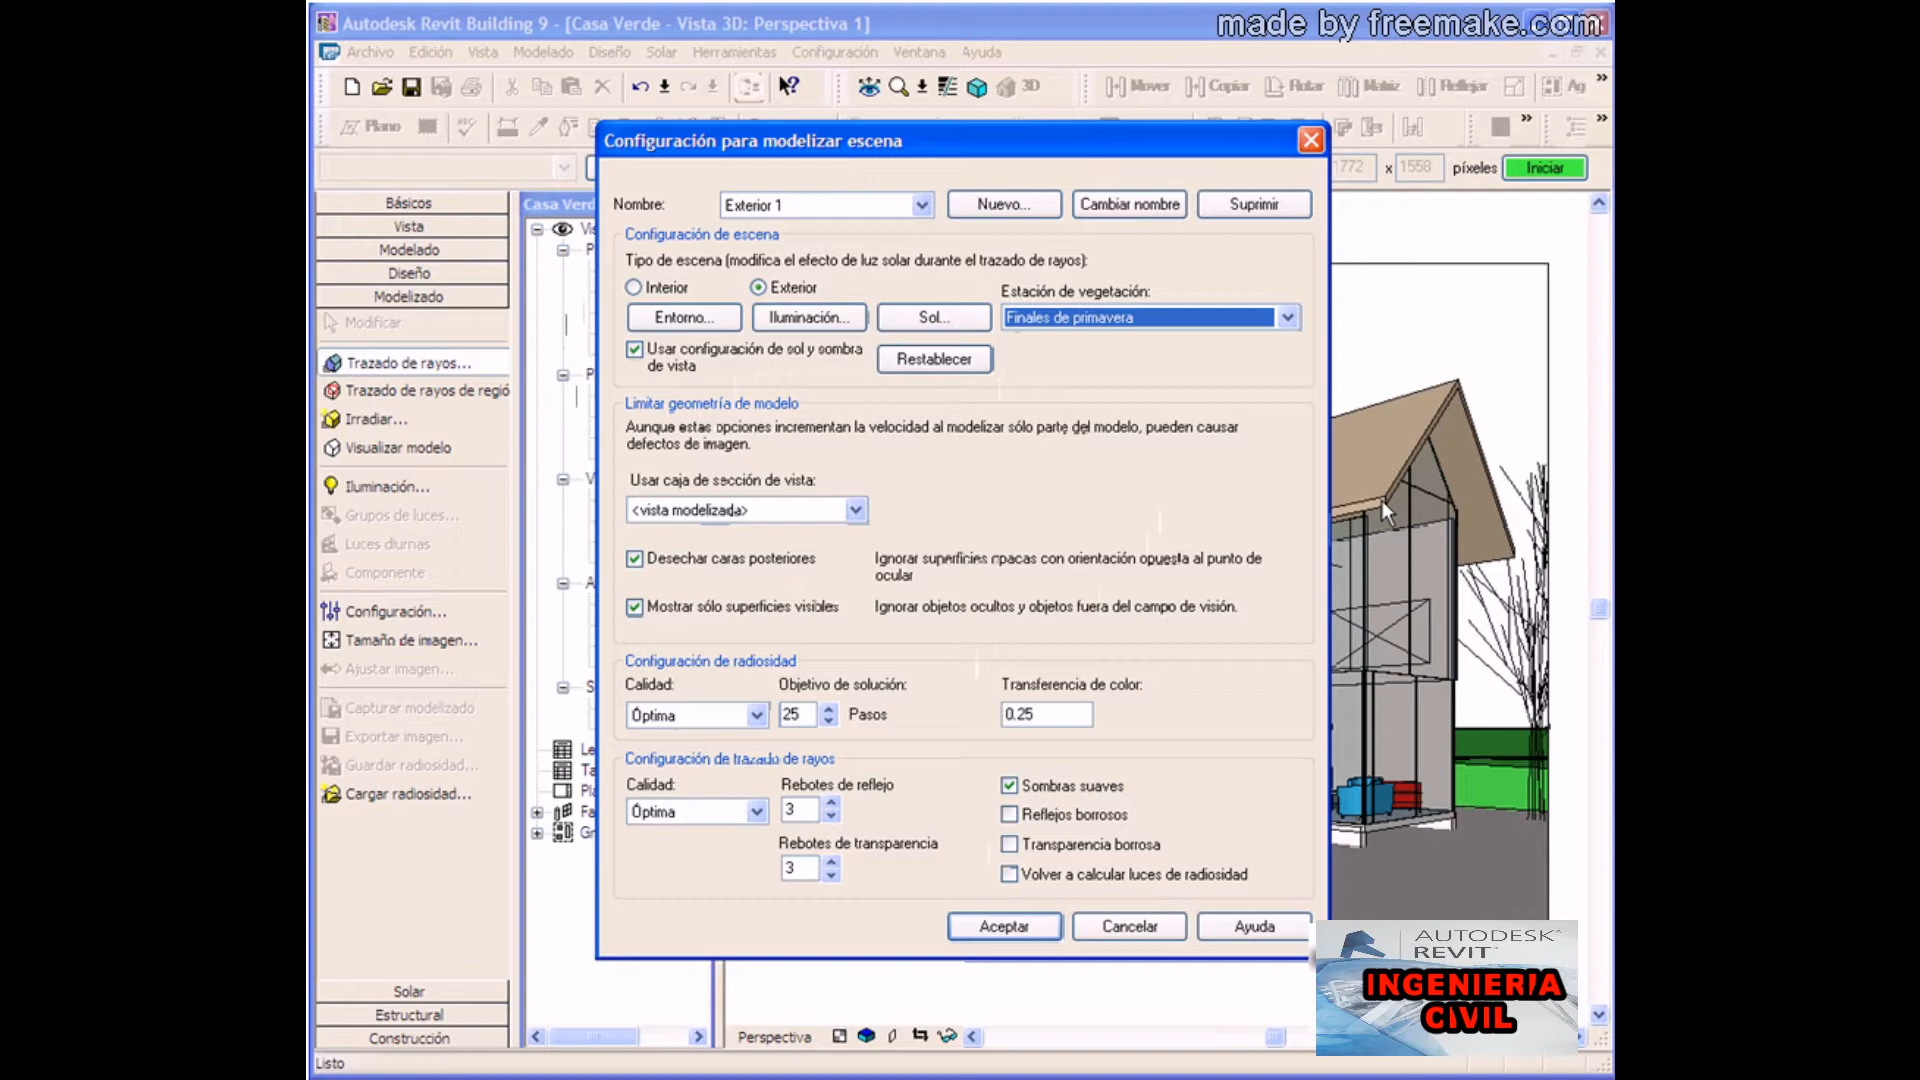 Autodesk Revit Building 9 - [Casa Verde - Vista 3D: Perspectiva 1]
made by freemake.com
Archivo Edición Vista Modelado Diseño Solar Herramientas Configuración Ventana Ayuda
3D Mover Copiar Rotar Matriz Reflejar Ag »
Plano » »
1772 x 1558 píxeles Iniciar
Configuración para modelizar escena
Nombre: Exterior 1 Nuevo... Cambiar nombre Suprimir
Configuración de escena
Tipo de escena (modifica el efecto de luz solar durante el trazado de rayos):
Interior Exterior Estación de vegetación:
Entorno... Iluminación... Sol... Finales de primavera
Usar configuración de sol y sombra
de vista
Restablecer
Limitar geometría de modelo
Aunque estas opciones incrementan la velocidad al modelizar sólo parte del modelo, pueden causar
defectos de imagen.
Usar caja de sección de vista:
<vista modelizada>
Desechar caras posteriores
Ignorar superficies opacas con orientación opuesta al punto de
ocular
Mostrar sólo superficies visibles
Ignorar objetos ocultos y objetos fuera del campo de visión.
Configuración de radiosidad
Calidad: Objetivo de solución: Transferencia de color:
Óptima 25 Pasos 0.25
Configuración de trazado de rayos
Calidad: Rebotes de reflejo Sombras suaves
Óptima 3 Reflejos borrosos
Rebotes de transparencia Transparencia borrosa
3 Volver a calcular luces de radiosidad
Aceptar Cancelar Ayuda
Básicos
Vista
Modelado
Diseño
Modelizado
Modificar
Trazado de rayos...
Trazado de rayos de regió
Irradiar...
Visualizar modelo
Iluminación...
Grupos de luces...
Luces diurnas
Componente
Configuración...
Tamaño de imagen...
Ajustar imagen...
Capturar modelizado
Exportar imagen...
Guardar radiosidad...
Cargar radiosidad...
Solar
Estructural
Construcción
Casa Verd
Vi
P
P
V
A
S
Le
Ta
Pl
Fa
Gr
Perspectiva
Listo
AUTODESK®
REVIT™
INGENIERIA
CIVIL